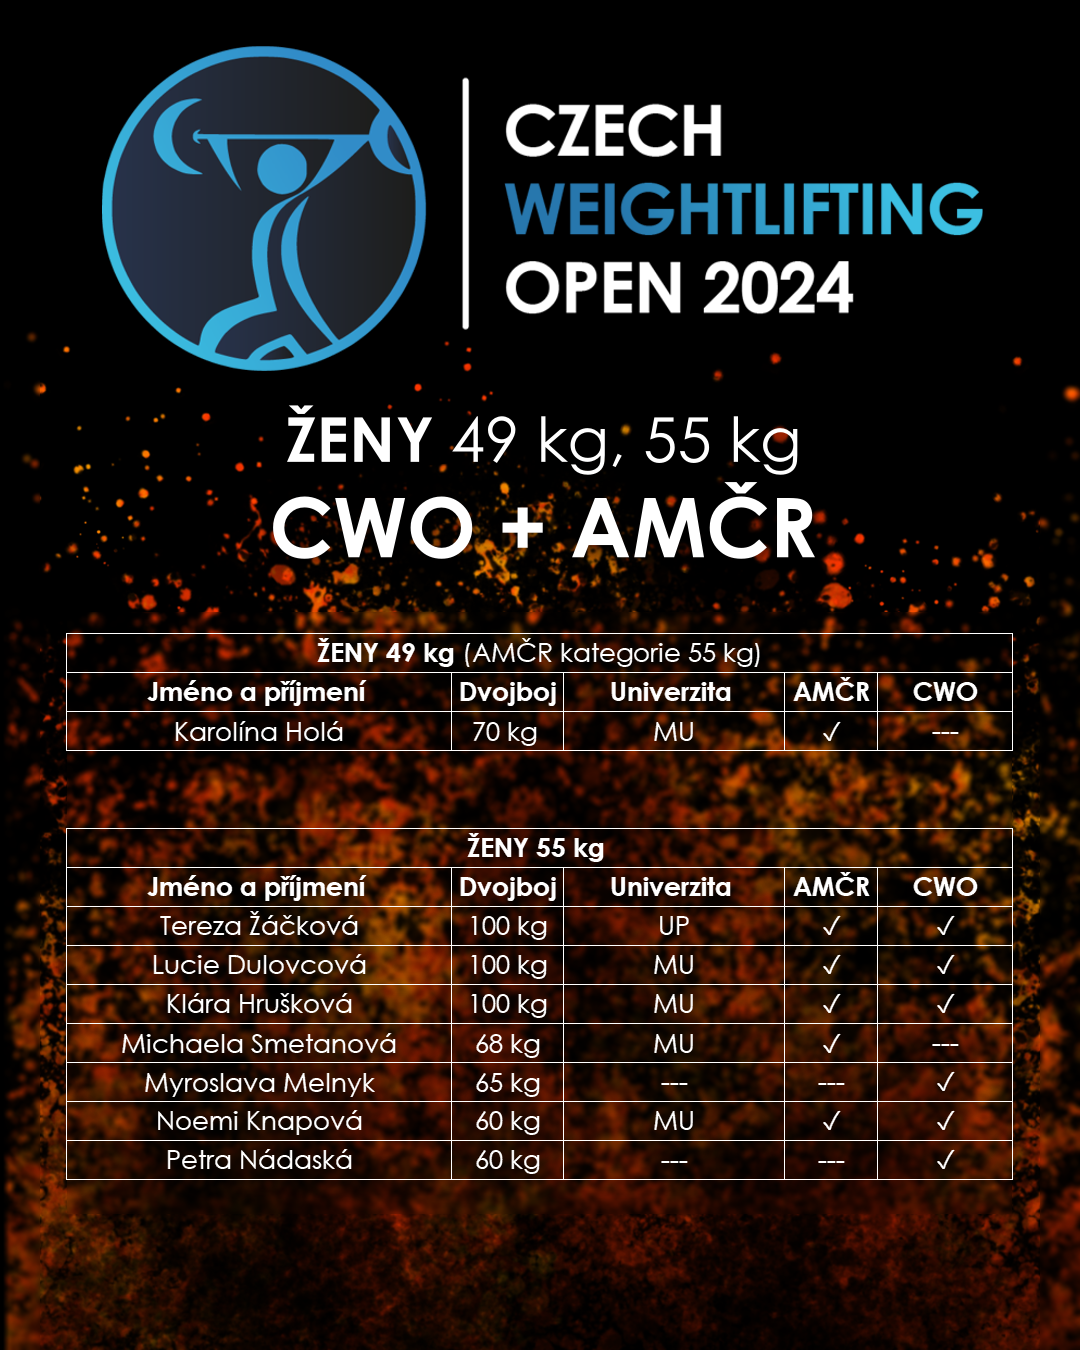 CZECH
WEIGHTLIFTING
OPEN 2024
ŽENY 49 kg, 55 kg
CWO + AMČR
ŽENY 49 kg (AMČR kategorie 55 kg)
Jméno a příjmení Dvojboj Univerzita AMČR CWO
Karolína Holá 70 kg MU ✓ ---
ŽENY 55 kg
Jméno a příjmení Dvojboj Univerzita AMČR CWO
Tereza Žáčková 100 kg UP ✓ ✓
Lucie Dulovcová 100 kg MU ✓ ✓
Klára Hrušková 100 kg MU ✓ ✓
Michaela Smetanová 68 kg MU ✓ ---
Myroslava Melnyk 65 kg --- --- ✓
Noemi Knapová 60 kg MU ✓ ✓
Petra Nádaská 60 kg --- --- ✓